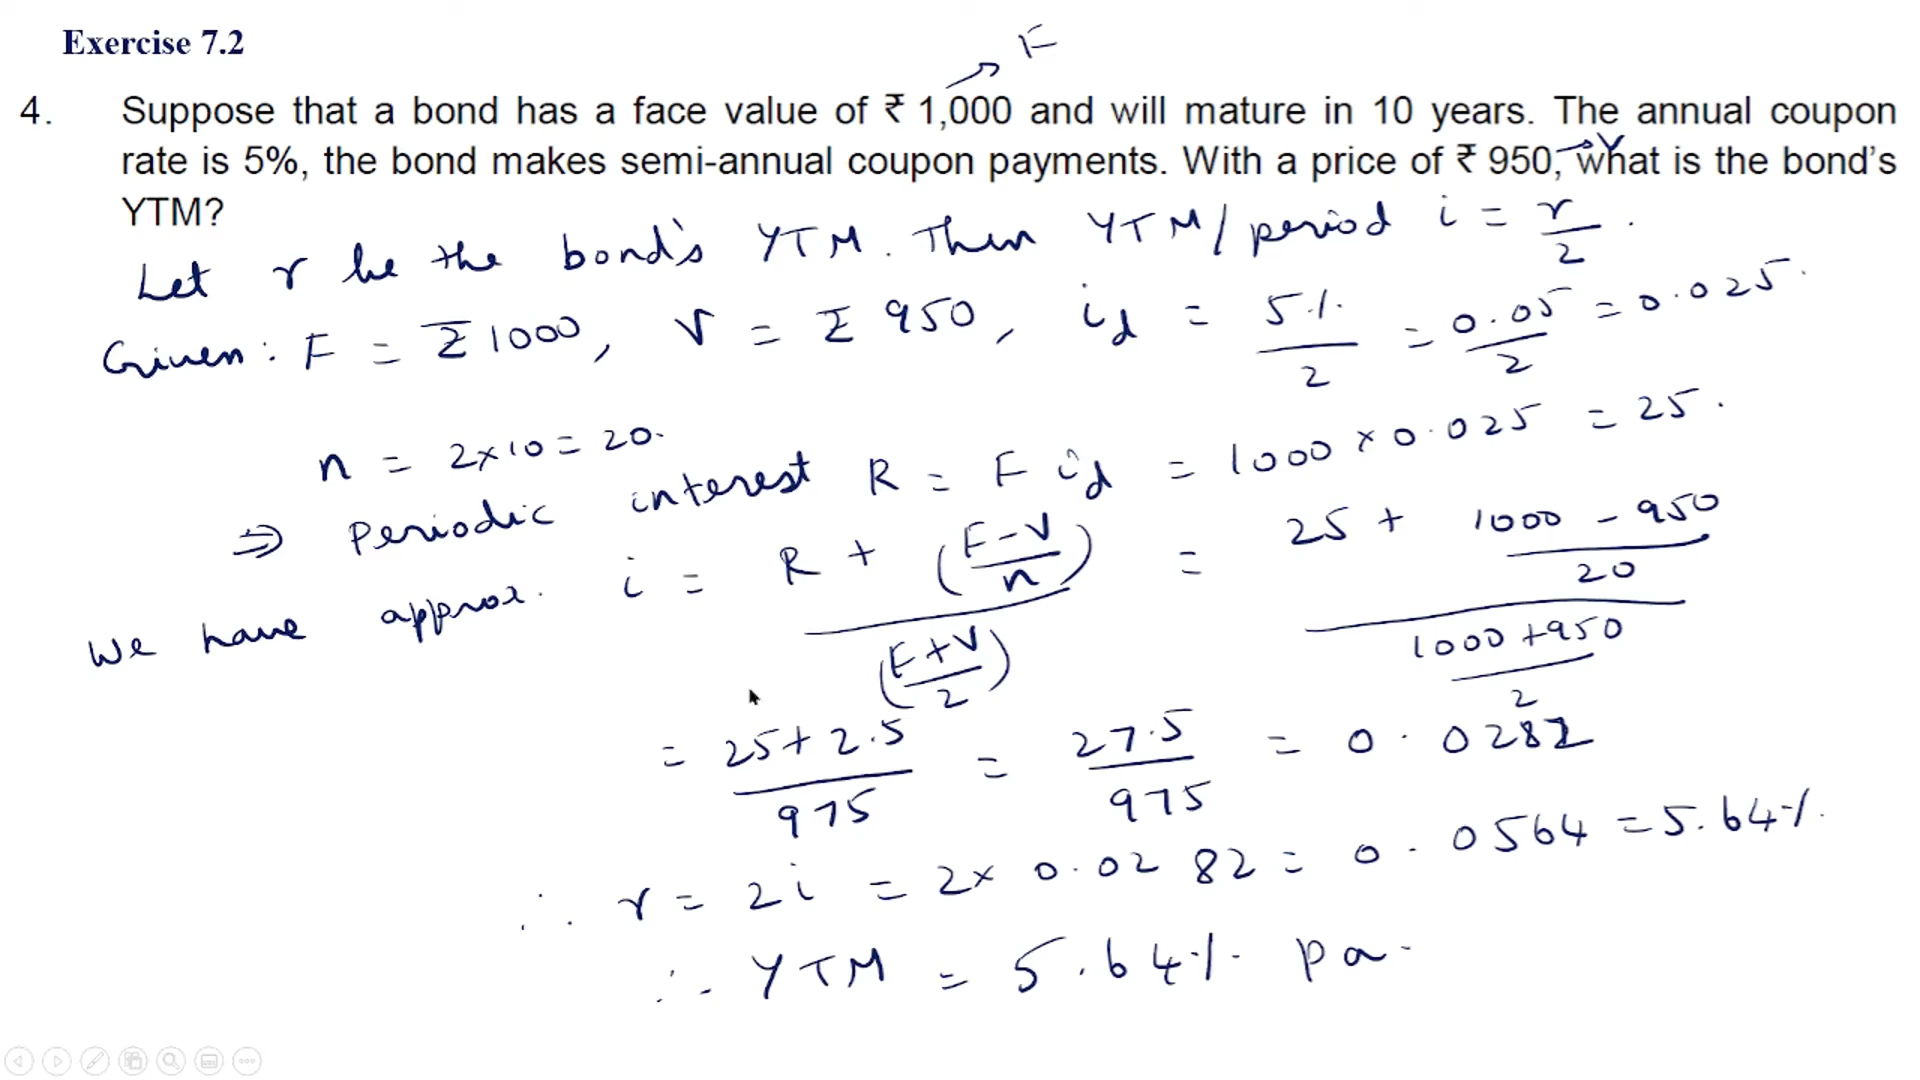 Exercise 7.2
F
4. Suppose that a bond has a face value of ₹ 1,000 and will mature in 10 years. The annual coupon
rate is 5%, the bond makes semi-annual coupon payments. With a price of ₹ 950, what is the bond's
V
YTM?
Let r be the bond's YTM. Then YTM/period i = r/2.
Given: F = ₹ 1000, V = ₹ 950, i_d = 5%/2 = 0.05/2 = 0.025.
n = 2×10 = 20.
⇒ Periodic interest R = F i_d = 1000 × 0.025 = 25.
We have approx. i = (R + ((F-V)/n)) / ((F+V)/2) = (25 + (1000 - 950)/20) / ((1000+950)/2)
= (25+2.5)/975 = 27.5/975 = 0.0282
∴ r = 2i = 2× 0.0282 = 0.0564 = 5.64%.
∴ YTM = 5.64% pa.